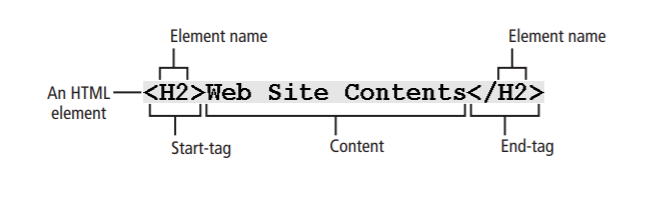 Element name Element name
An HTML element
<H2>Web Site Contents</H2>
Start-tag Content End-tag